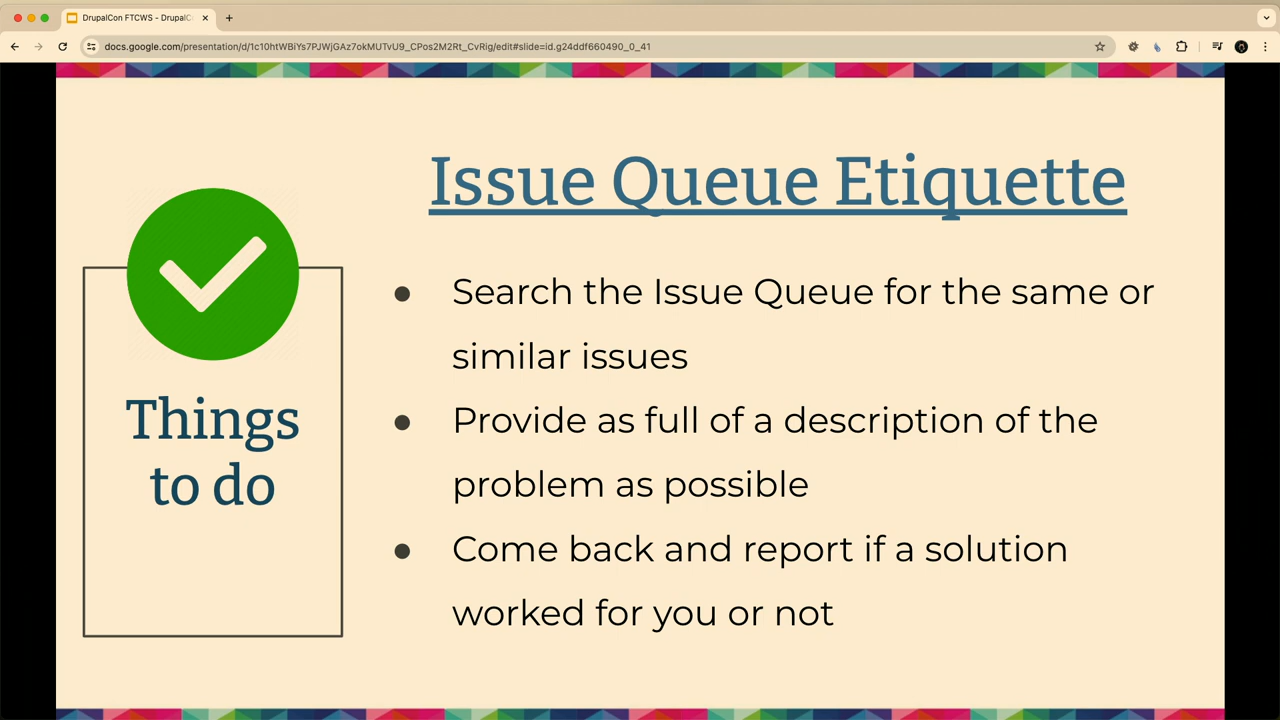 DrupalCon FTCWS - DrupalC
docs.google.com/presentation/d/1c10htWBiYs7PJWjGAz7okMUTvU9_CPos2M2Rt_CvRig/edit#slide=id.g24ddf660490_0_41
Issue Queue Etiquette
Things
to do
● Search the Issue Queue for the same or
similar issues
● Provide as full of a description of the
problem as possible
● Come back and report if a solution
worked for you or not